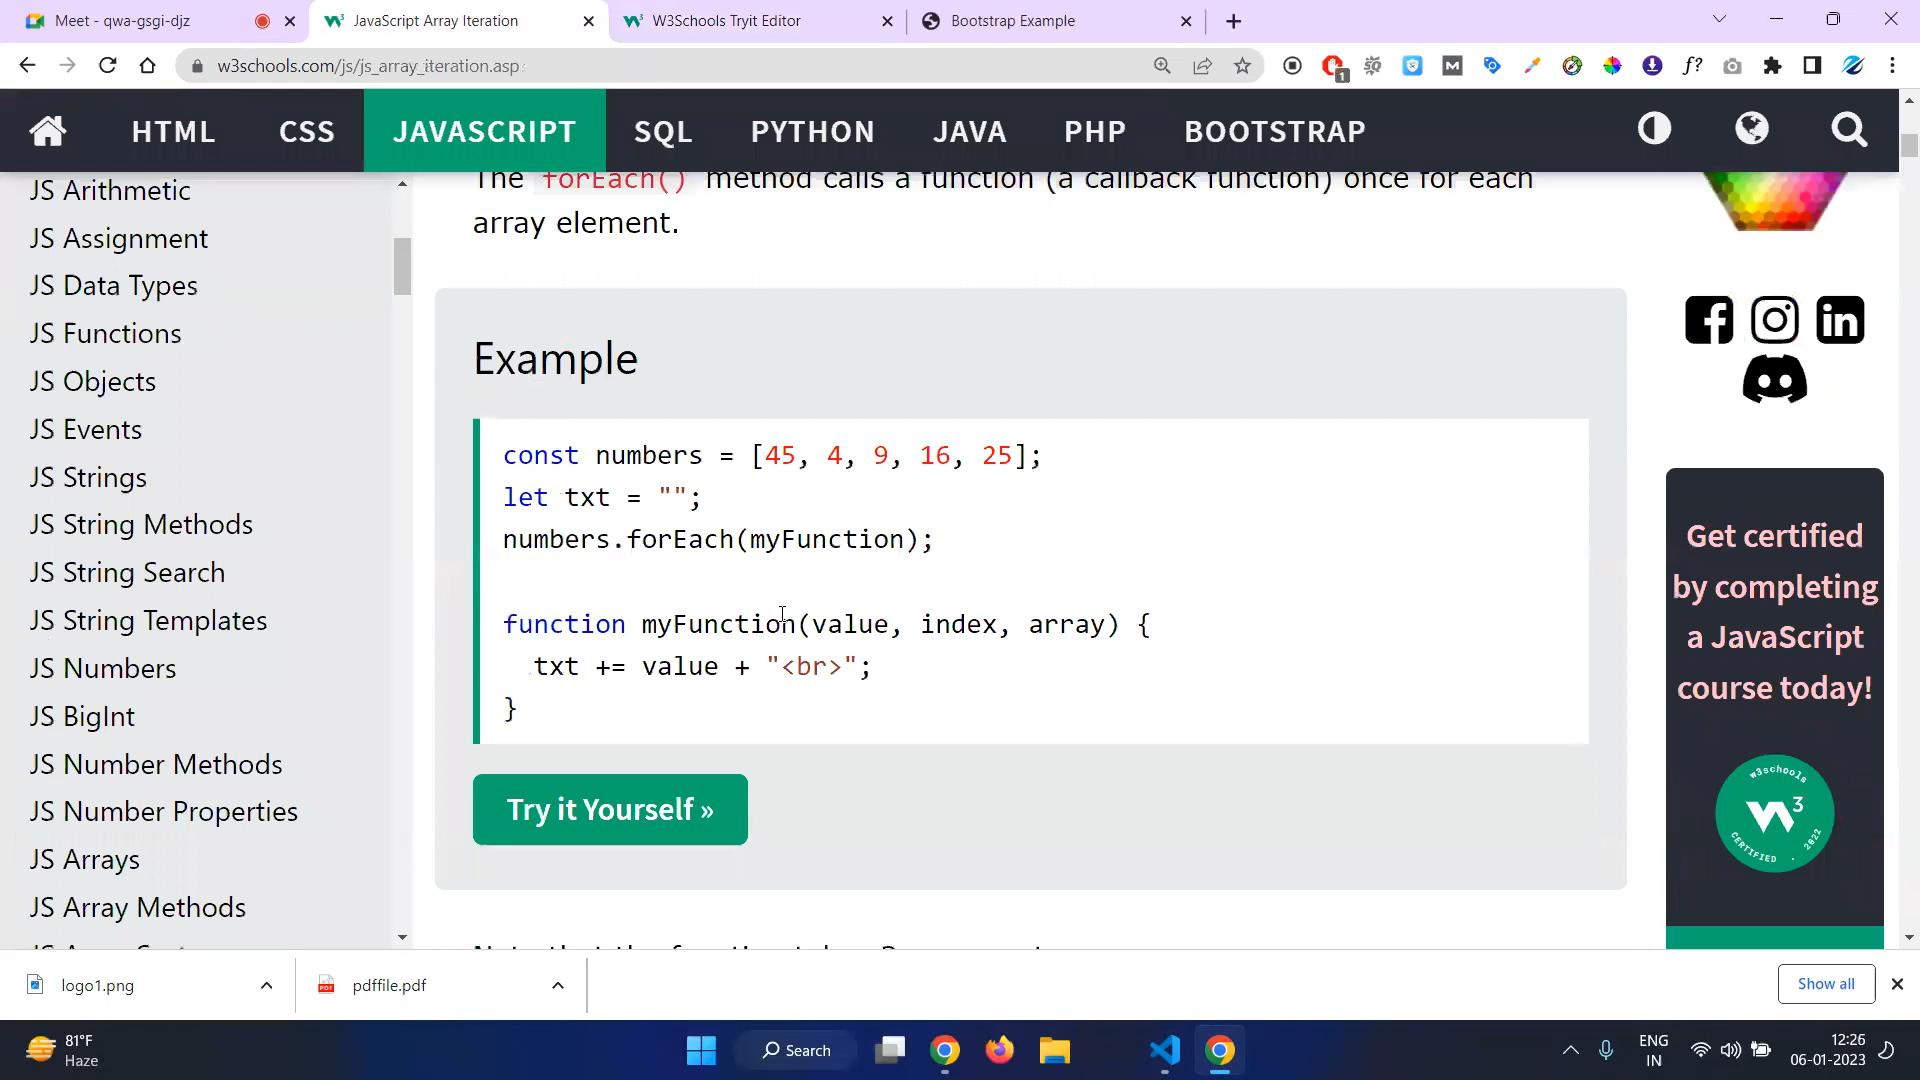 Meet - qwa-gsgi-djz
JavaScript Array Iteration
W3Schools Tryit Editor
Bootstrap Example
w3schools.com/js/js_array_iteration.asp
HTML
CSS
JAVASCRIPT
SQL
PYTHON
JAVA
PHP
BOOTSTRAP
JS Arithmetic
JS Assignment
JS Data Types
JS Functions
JS Objects
JS Events
JS Strings
JS String Methods
JS String Search
JS String Templates
JS Numbers
JS BigInt
JS Number Methods
JS Number Properties
JS Arrays
JS Array Methods
The forEach() method calls a function (a callback function) once for each
array element.
Example
const numbers = [45, 4, 9, 16, 25];
let txt = "";
numbers.forEach(myFunction);
function myFunction(value, index, array) {
txt += value + "<br>";
}
Try it Yourself »
Get certified
by completing
a JavaScript
course today!
w3schools
W3
CERTIFIED . 2022
logo1.png
pdffile.pdf
Show all
81°F
Haze
Search
ENG
IN
12:26
06-01-2023